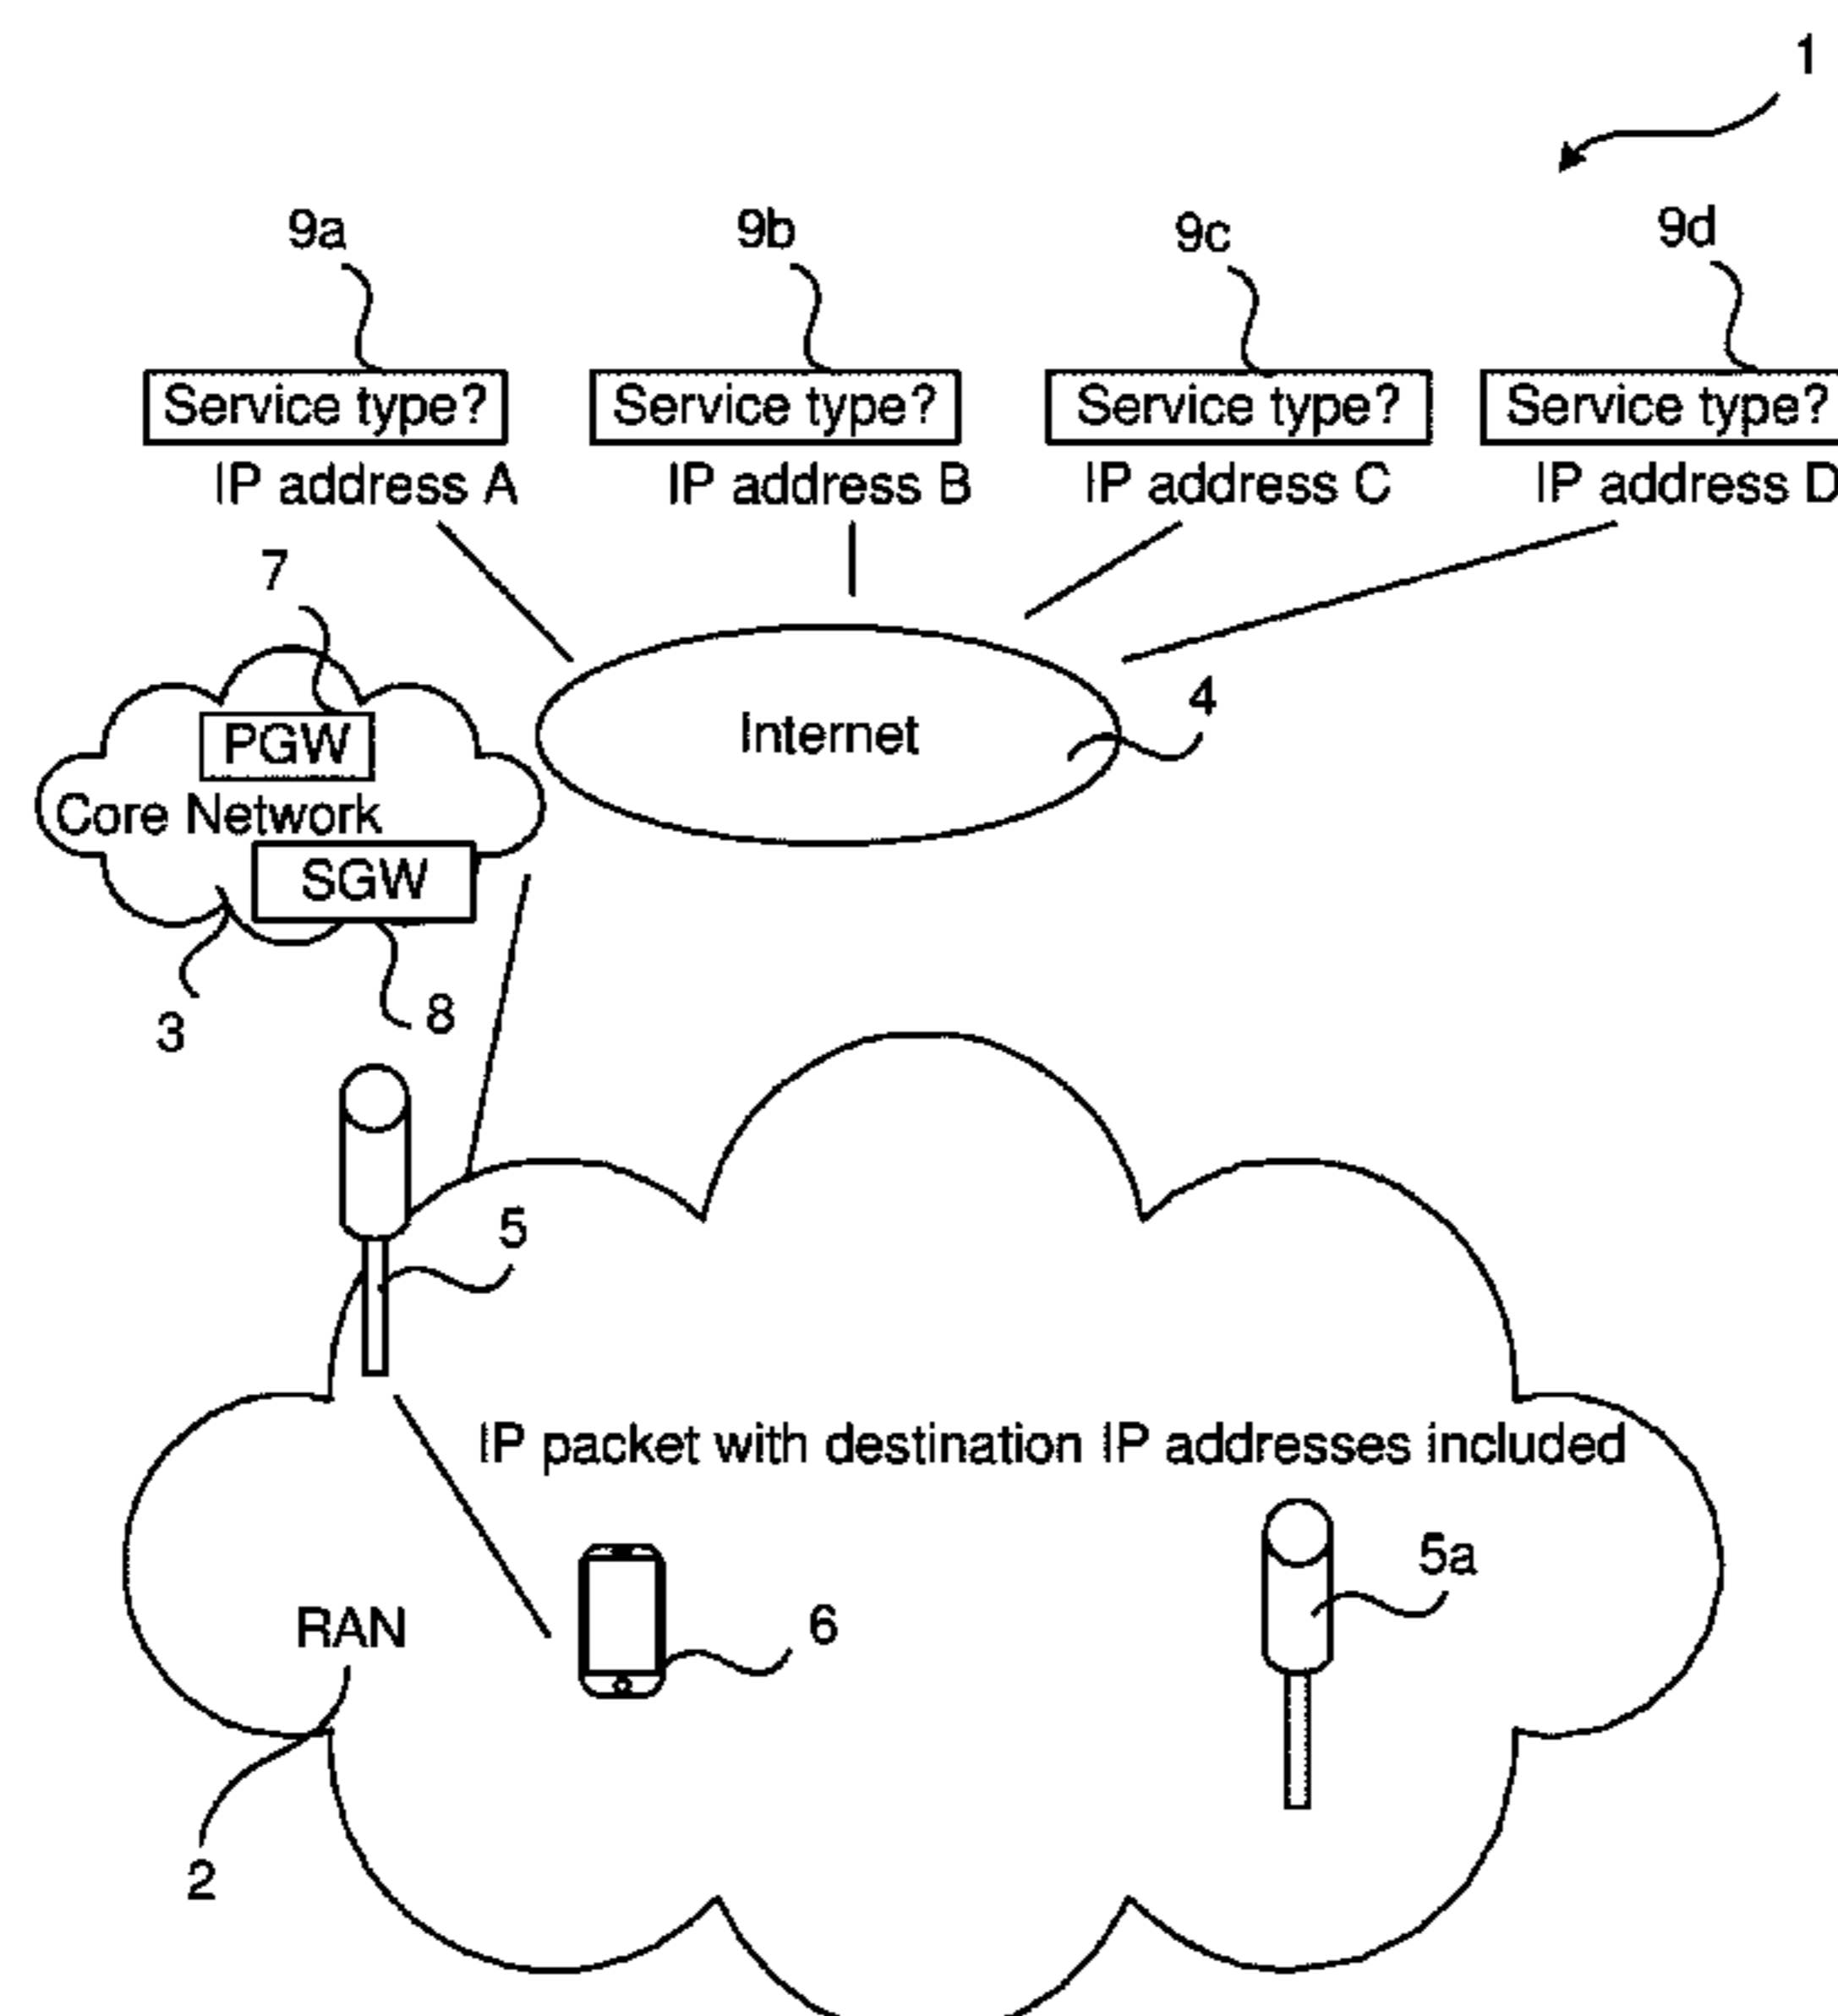 1
9a 9b 9c 9d
Service type? Service type? Service type? Service type?
IP address A IP address B IP address C IP address D
7
4
PGW
Internet
Core Network
SGW
3
8
5
IP packet with destination IP addresses included
5a
RAN
6
2